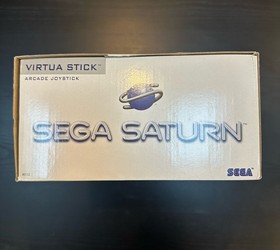 VIRTUA STICK™
ARCADE JOYSTICK
SEGA SATURN™
SEGA